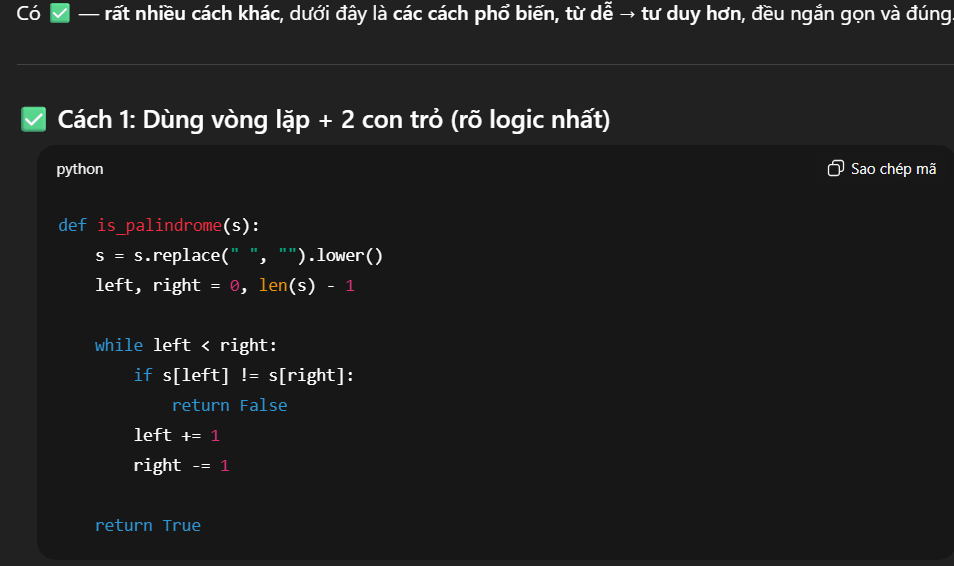 Có ✅ — rất nhiều cách khác, dưới đây là các cách phổ biến, từ dễ → tư duy hơn, đều ngắn gọn và đúng.
✅ Cách 1: Dùng vòng lặp + 2 con trỏ (rõ logic nhất)
python
Sao chép mã
def is_palindrome(s):
    s = s.replace(" ", "").lower()
    left, right = 0, len(s) - 1
    while left < right:
        if s[left] != s[right]:
            return False
        left += 1
        right -= 1
    return True